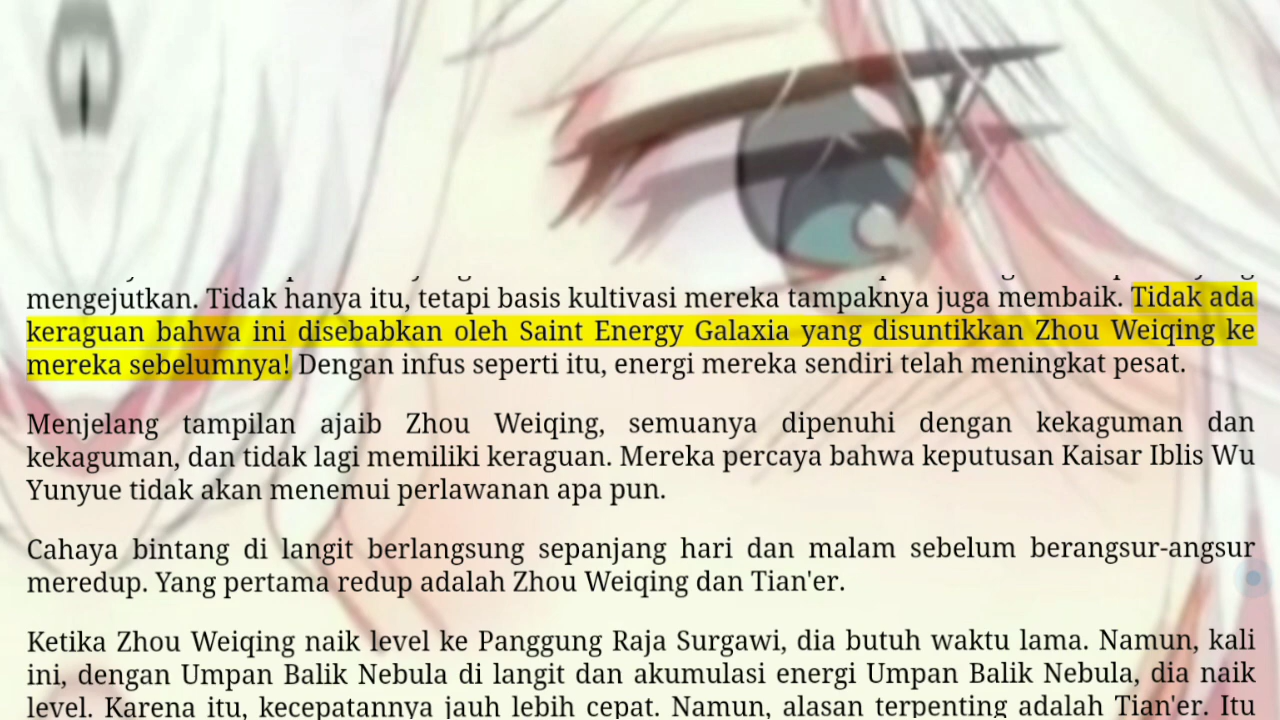 mengejutkan. Tidak hanya itu, tetapi basis kultivasi mereka tampaknya juga membaik. Tidak ada
keraguan bahwa ini disebabkan oleh Saint Energy Galaxia yang disuntikkan Zhou Weiqing ke
mereka sebelumnya! Dengan infus seperti itu, energi mereka sendiri telah meningkat pesat.
Menjelang tampilan ajaib Zhou Weiqing, semuanya dipenuhi dengan kekaguman dan
kekaguman, dan tidak lagi memiliki keraguan. Mereka percaya bahwa keputusan Kaisar Iblis Wu
Yunyue tidak akan menemui perlawanan apa pun.
Cahaya bintang di langit berlangsung sepanjang hari dan malam sebelum berangsur-angsur
meredup. Yang pertama redup adalah Zhou Weiqing dan Tian'er.
Ketika Zhou Weiqing naik level ke Panggung Raja Surgawi, dia butuh waktu lama. Namun, kali
ini, dengan Umpan Balik Nebula di langit dan akumulasi energi Umpan Balik Nebula, dia naik
level. Karena itu, kecepatannya jauh lebih cepat. Namun, alasan terpenting adalah Tian'er. Itu